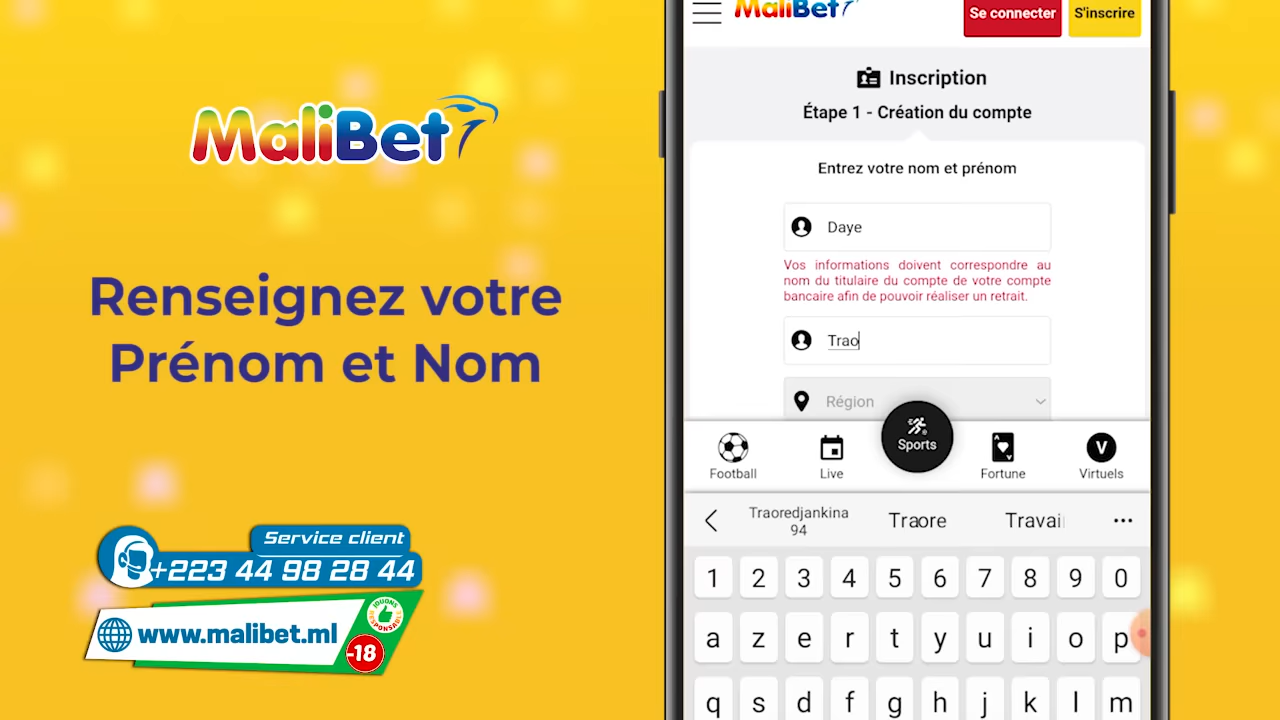 MaliBet
Renseignez votre
Prénom et Nom
Service client
+223 44 98 28 44
www.malibet.ml
JOUONS
RESPONSABLE
-18
MaliBet
Se connecter
S'inscrire
Inscription
Étape 1 - Création du compte
Entrez votre nom et prénom
Daye
Vos informations doivent correspondre au
nom du titulaire du compte de votre compte
bancaire afin de pouvoir réaliser un retrait.
Trao
Région
Sports
Football
Live
Fortune
V
Virtuels
Traoredjankina
94
Traore
Travai
1 2 3 4 5 6 7 8 9 0
a z e r t y u i o p
q s d f g h j k l m